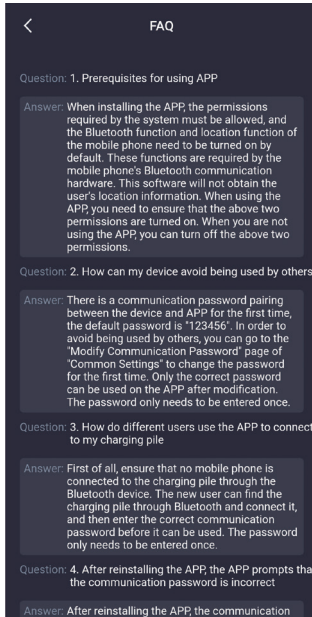 FAQ
Question: 1. Prerequisites for using APP
Answer: When installing the APP, the permissions
required by the system must be allowed, and
the Bluetooth function and location function of
the mobile phone need to be turned on by
default. These functions are required by the
mobile phone's Bluetooth communication
hardware. This software will not obtain the
user's location information. When using the
APP, you need to ensure that the above two
permissions are turned on. When you are not
using the APP, you can turn off the above two
permissions.
Question: 2. How can my device avoid being used by others
Answer: There is a communication password pairing
between the device and APP for the first time,
the default password is "123456". In order to
avoid being used by others, you can go to the
"Modify Communication Password" page of
"Common Settings" to change the password
for the first time. Only the correct password
can be used on the APP after modification.
The password only needs to be entered once.
Question: 3. How do different users use the APP to connect
to my charging pile
Answer: First of all, ensure that no mobile phone is
connected to the charging pile through the
Bluetooth device. The new user can find the
charging pile through Bluetooth and connect it,
and then enter the correct communication
password before it can be used. The password
only needs to be entered once.
Question: 4. After reinstalling the APP, the APP prompts tha
the communication password is incorrect
Answer: After reinstalling the APP, the communication